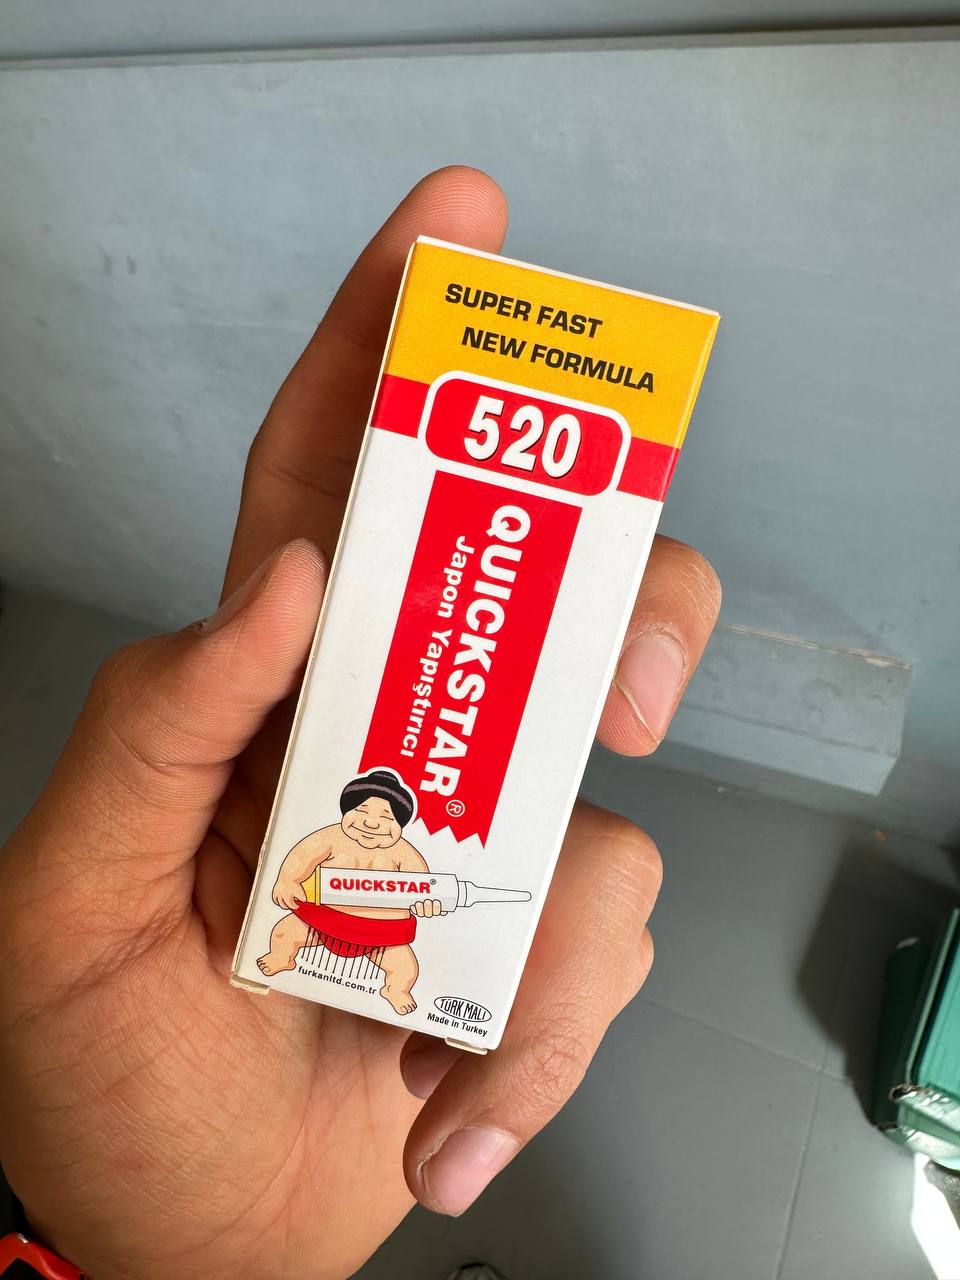 SUPER FAST
NEW FORMULA
520
QUICKSTAR®
Japon Yapıştırıcı
QUICKSTAR®
furkanltd.com.tr
TÜRK MALI
Made in Turkey